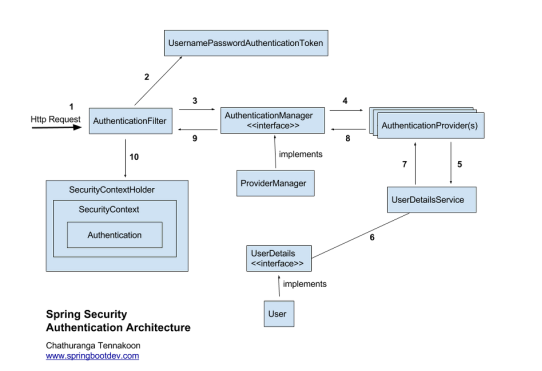 UsernamePasswordAuthenticationToken
2
1
Http Request
AuthenticationFilter
3
9
AuthenticationManager
<<interface>>
4
8
AuthenticationProvider(s)
10
implements
7
5
ProviderManager
SecurityContextHolder
SecurityContext
Authentication
UserDetailsService
6
UserDetails
<<interface>>
implements
User
Spring Security
Authentication Architecture
Chathuranga Tennakoon
www.springbootdev.com